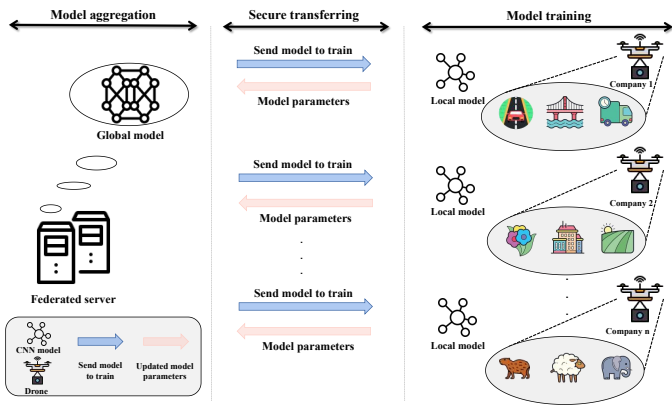 Model aggregation
Secure transferring
Model training
Send model to train
Model parameters
Global model
Local model
Company 1
Send model to train
Model parameters
Local model
Company 2
Federated server
Send model to train
Model parameters
Local model
Company n
CNN model
Drone
Send model
to train
Updated model
parameters